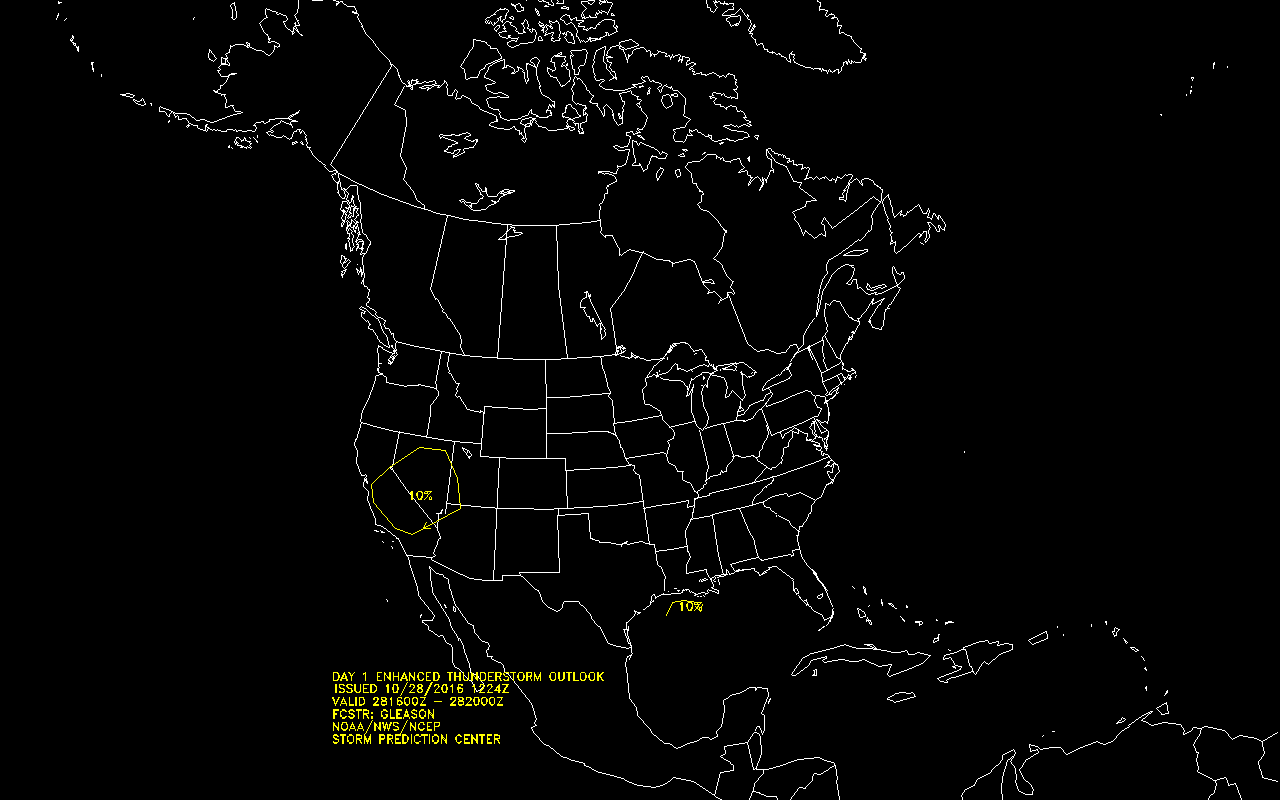 10%
10%
DAY 1 ENHANCED THUNDERSTORM OUTLOOK
ISSUED 10/28/2016 1224Z
VALID 281600Z - 282000Z
FCSTR: GLEASON
NOAA/NWS/NCEP
STORM PREDICTION CENTER